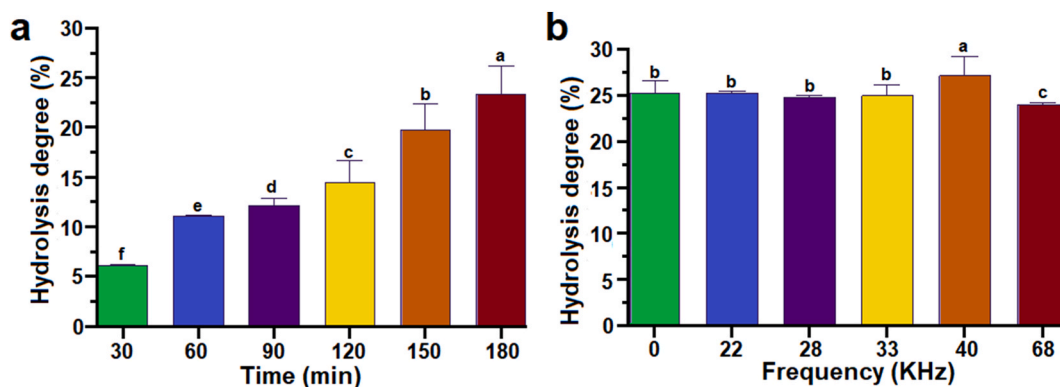 a
Hydrolysis degree (%)
30
25
20
15
10
5
0
f
e
d
c
b
a
30 60 90 120 150 180
Time (min)
b
Hydrolysis degree (%)
30
25
20
15
10
5
0
b
b
b
b
a
c
0 22 28 33 40 68
Frequency (KHz)